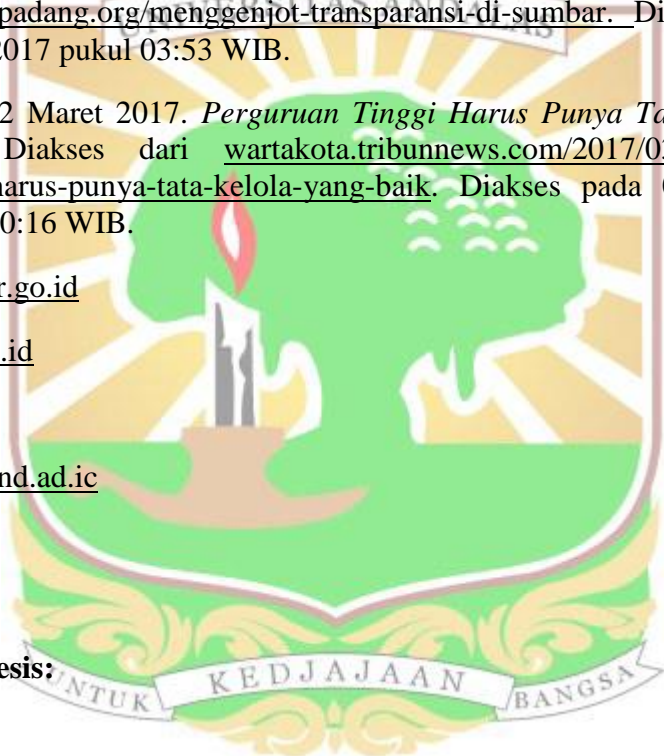 padang.org/menggenjot-transparansi-di-sumbar. Di
UNIVERSITAS ANDALAS
2017 pukul 03:53 WIB.
2 Maret 2017. Perguruan Tinggi Harus Punya Ta
Diakses dari wartakota.tribunnews.com/2017/0
harus-punya-tata-kelola-yang-baik. Diakses pada
0:16 WIB.
r.go.id
.id
nd.ad.ic
esis:
UNTUK KEDJAJAAN BANGSA